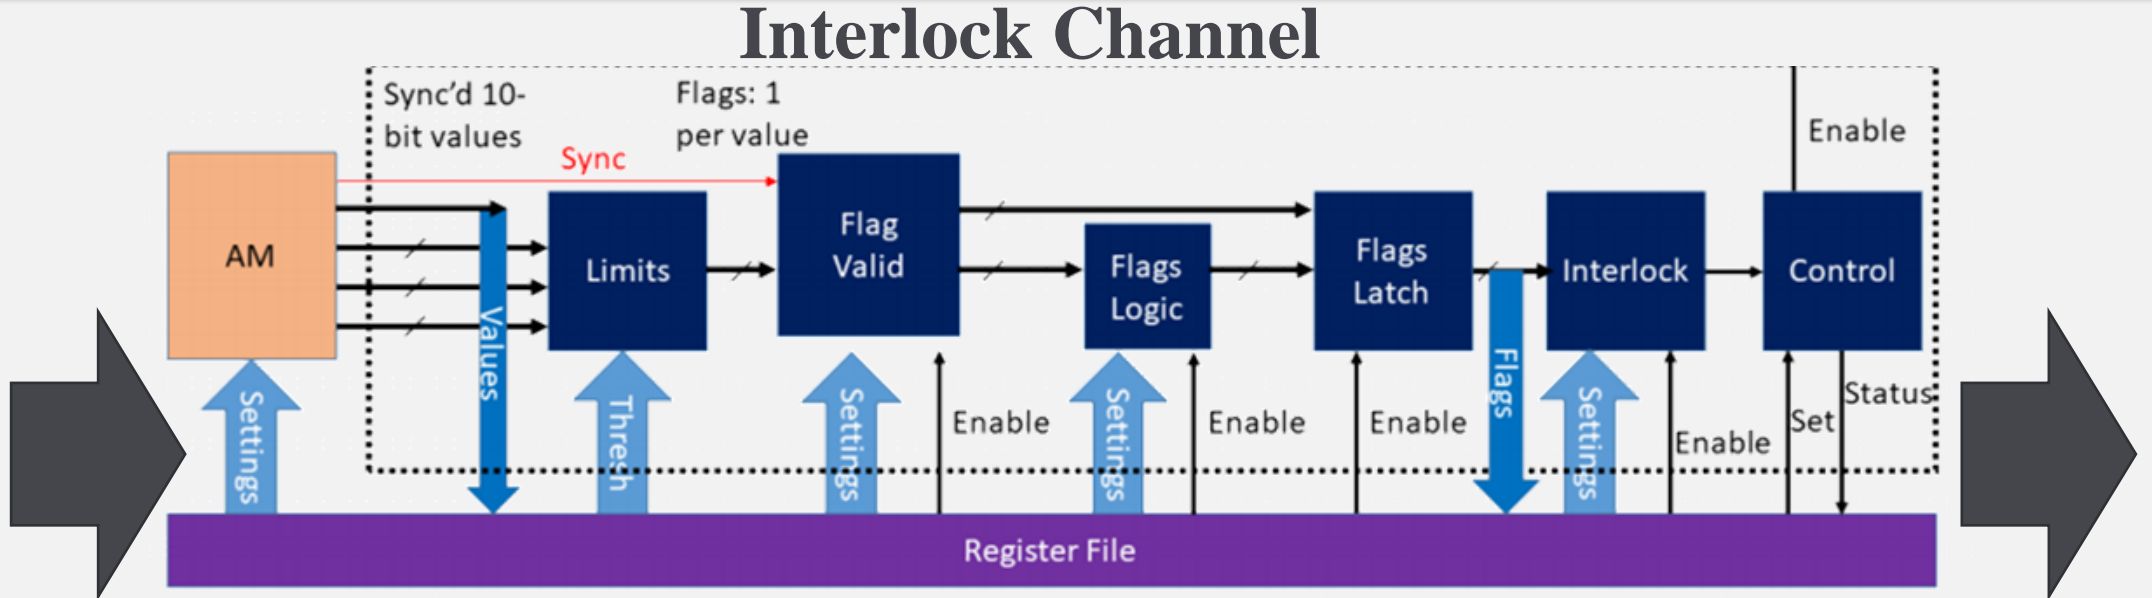 Interlock Channel
Sync'd 10-
bit values
Flags: 1
per value
Sync
Enable
AM
Limits
Flag
Valid
Flags
Logic
Flags
Latch
Interlock
Control
Values
Flags
Settings
Thresh
Settings
Enable
Settings
Enable
Enable
Settings
Enable
Set
Status
Register File